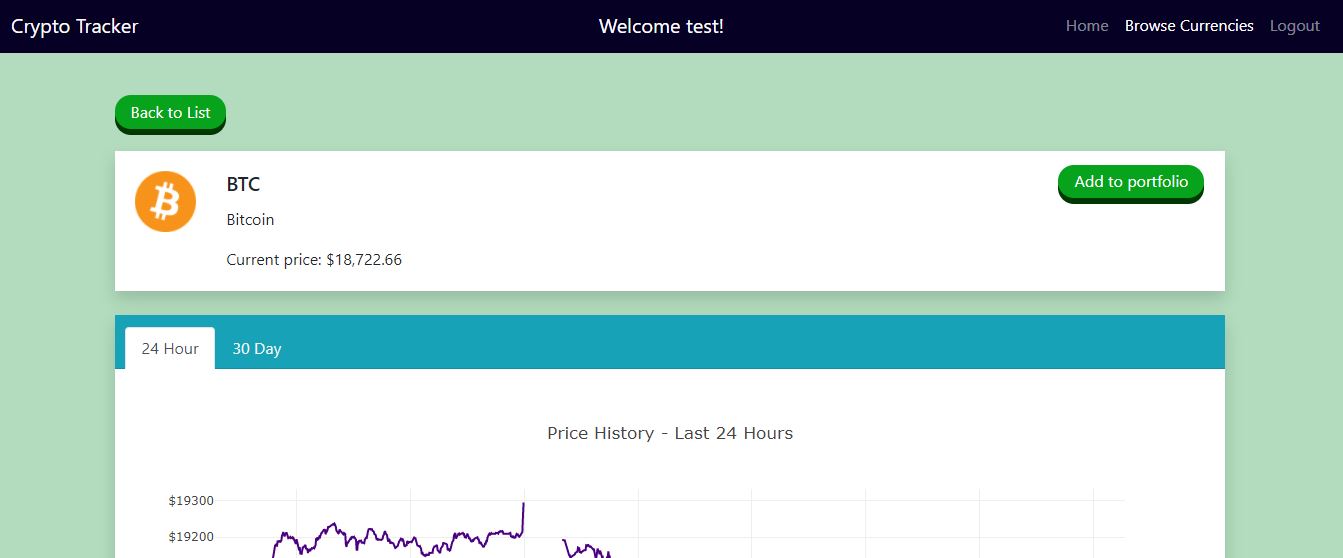 Crypto Tracker
Welcome test!
Home Browse Currencies Logout
Back to List
BTC
Add to portfolio
Bitcoin
Current price: $18,722.66
24 Hour 30 Day
Price History - Last 24 Hours
$19300
$19200